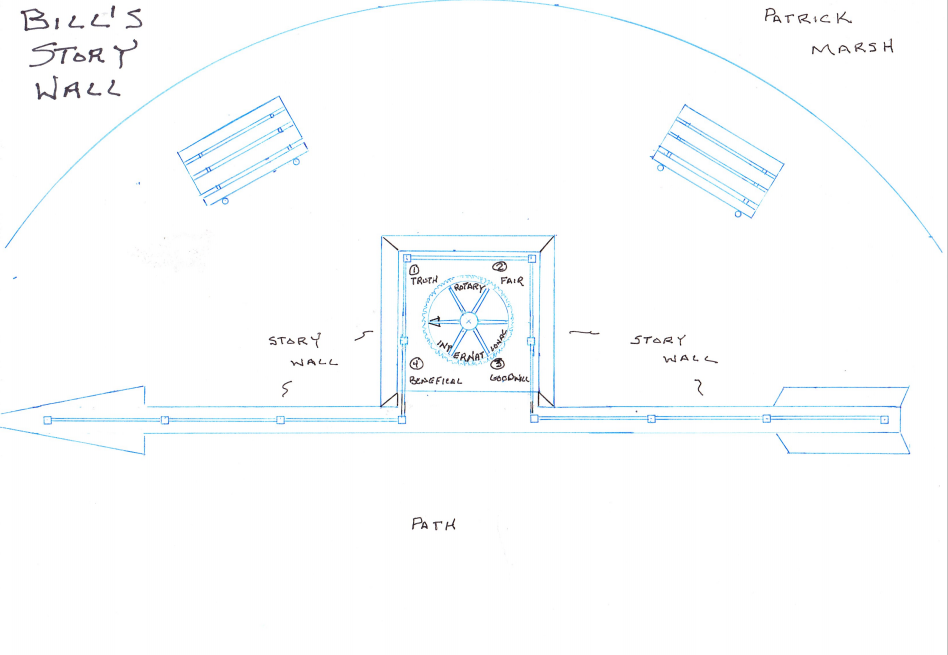 BILL'S
STORY
WALL
PATRICK
MARSH
1
TRUTH
2
FAIR
ROTARY
INTERNATIONAL
4
BENEFICAL
3
GOODWILL
STORY
WALL
STORY
WALL
PATH